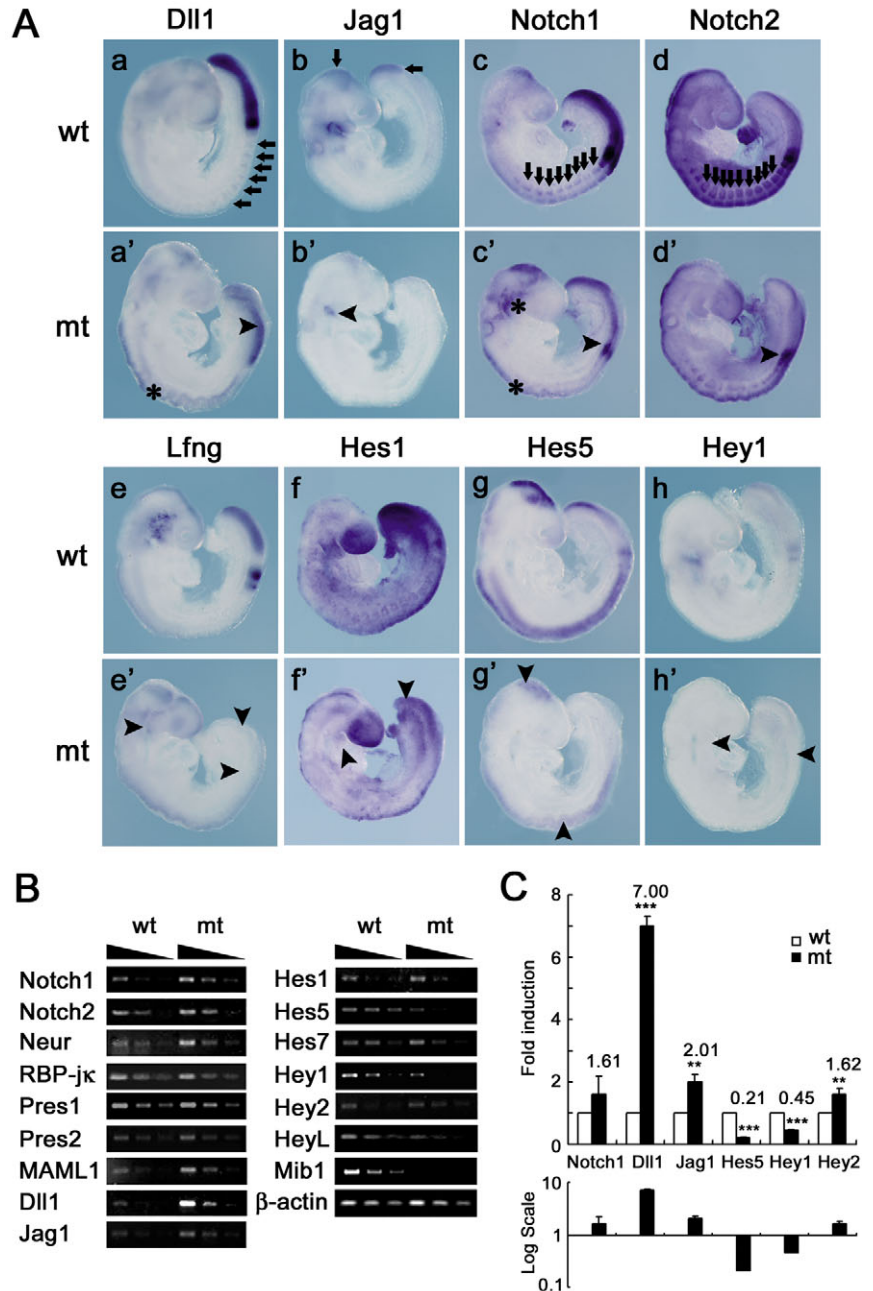 A
Dll1 Jag1 Notch1 Notch2
wt a b c d
mt a' b' c' d'
* * *
Lfng Hes1 Hes5 Hey1
wt e f g h
mt e' f' g' h'
B
wt mt wt mt
Notch1 Hes1
Notch2 Hes5
Neur Hes7
RBP-jκ Hey1
Pres1 Hey2
Pres2 HeyL
MAML1 Mib1
Dll1 β-actin
Jag1
C
Fold induction
8
6
4
2
0
wt
mt
1.61
7.00
***
2.01
**
0.21
***
0.45
***
1.62
**
Notch1 Dll1 Jag1 Hes5 Hey1 Hey2
Log Scale
10
1
0.1